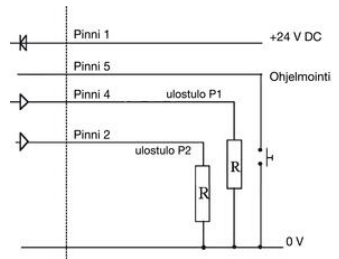 Pinni 1
+24 V DC
Pinni 5
Ohjelmointi
Pinni 4
ulostulo P1
Pinni 2
ulostulo P2
R
R
0 V